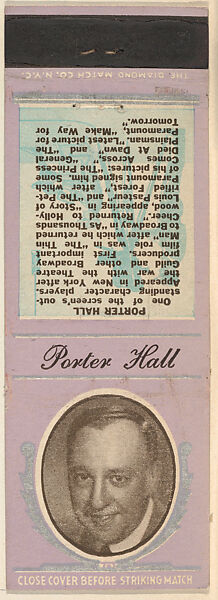 THE DIAMOND MATCH CO. N.Y.C.
PORTER HALL
One of the screen's out-
standing character players.
Appeared in New York after
the war with the Theatre
Guild and other Broadway
producers. First important
film role was in "The Thin
Man," after which he returned
to Broadway in "As Thousands
Cheer." Returned to Holly-
wood, appearing in "Story of
Louis Pasteur" and "The Pet-
rified Forest," after which
Paramount signed him. Some
of his pictures: "The Princess
Comes Across," "General
Died At Dawn" and "The
Plainsman." Latest picture for
Paramount, "Make Way for
Tomorrow."
Porter Hall
CLOSE COVER BEFORE STRIKING MATCH